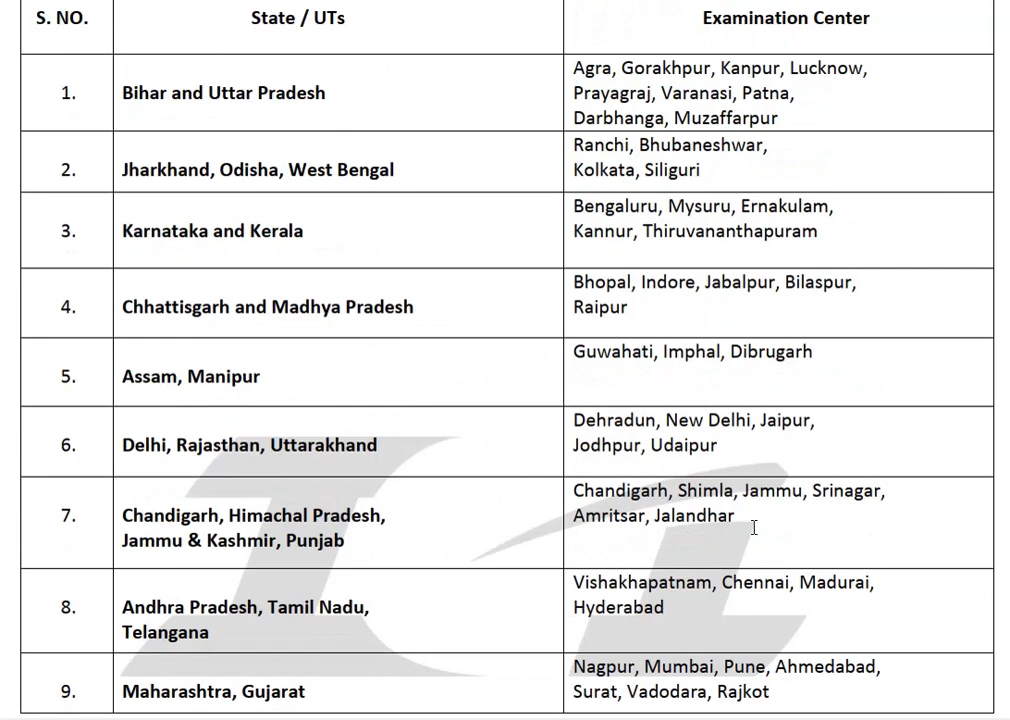 S. NO. State / UTs Examination Center
Agra, Gorakhpur, Kanpur, Lucknow,
1. Bihar and Uttar Pradesh Prayagraj, Varanasi, Patna,
Darbhanga, Muzaffarpur
Ranchi, Bhubaneshwar,
2. Jharkhand, Odisha, West Bengal Kolkata, Siliguri
Bengaluru, Mysuru, Ernakulam,
3. Karnataka and Kerala Kannur, Thiruvananthapuram
Bhopal, Indore, Jabalpur, Bilaspur,
4. Chhattisgarh and Madhya Pradesh Raipur
Guwahati, Imphal, Dibrugarh
5. Assam, Manipur
Dehradun, New Delhi, Jaipur,
6. Delhi, Rajasthan, Uttarakhand Jodhpur, Udaipur
Chandigarh, Shimla, Jammu, Srinagar,
7. Chandigarh, Himachal Pradesh, Amritsar, Jalandhar
Jammu & Kashmir, Punjab
Vishakhapatnam, Chennai, Madurai,
8. Andhra Pradesh, Tamil Nadu, Hyderabad
Telangana
Nagpur, Mumbai, Pune, Ahmedabad,
9. Maharashtra, Gujarat Surat, Vadodara, Rajkot